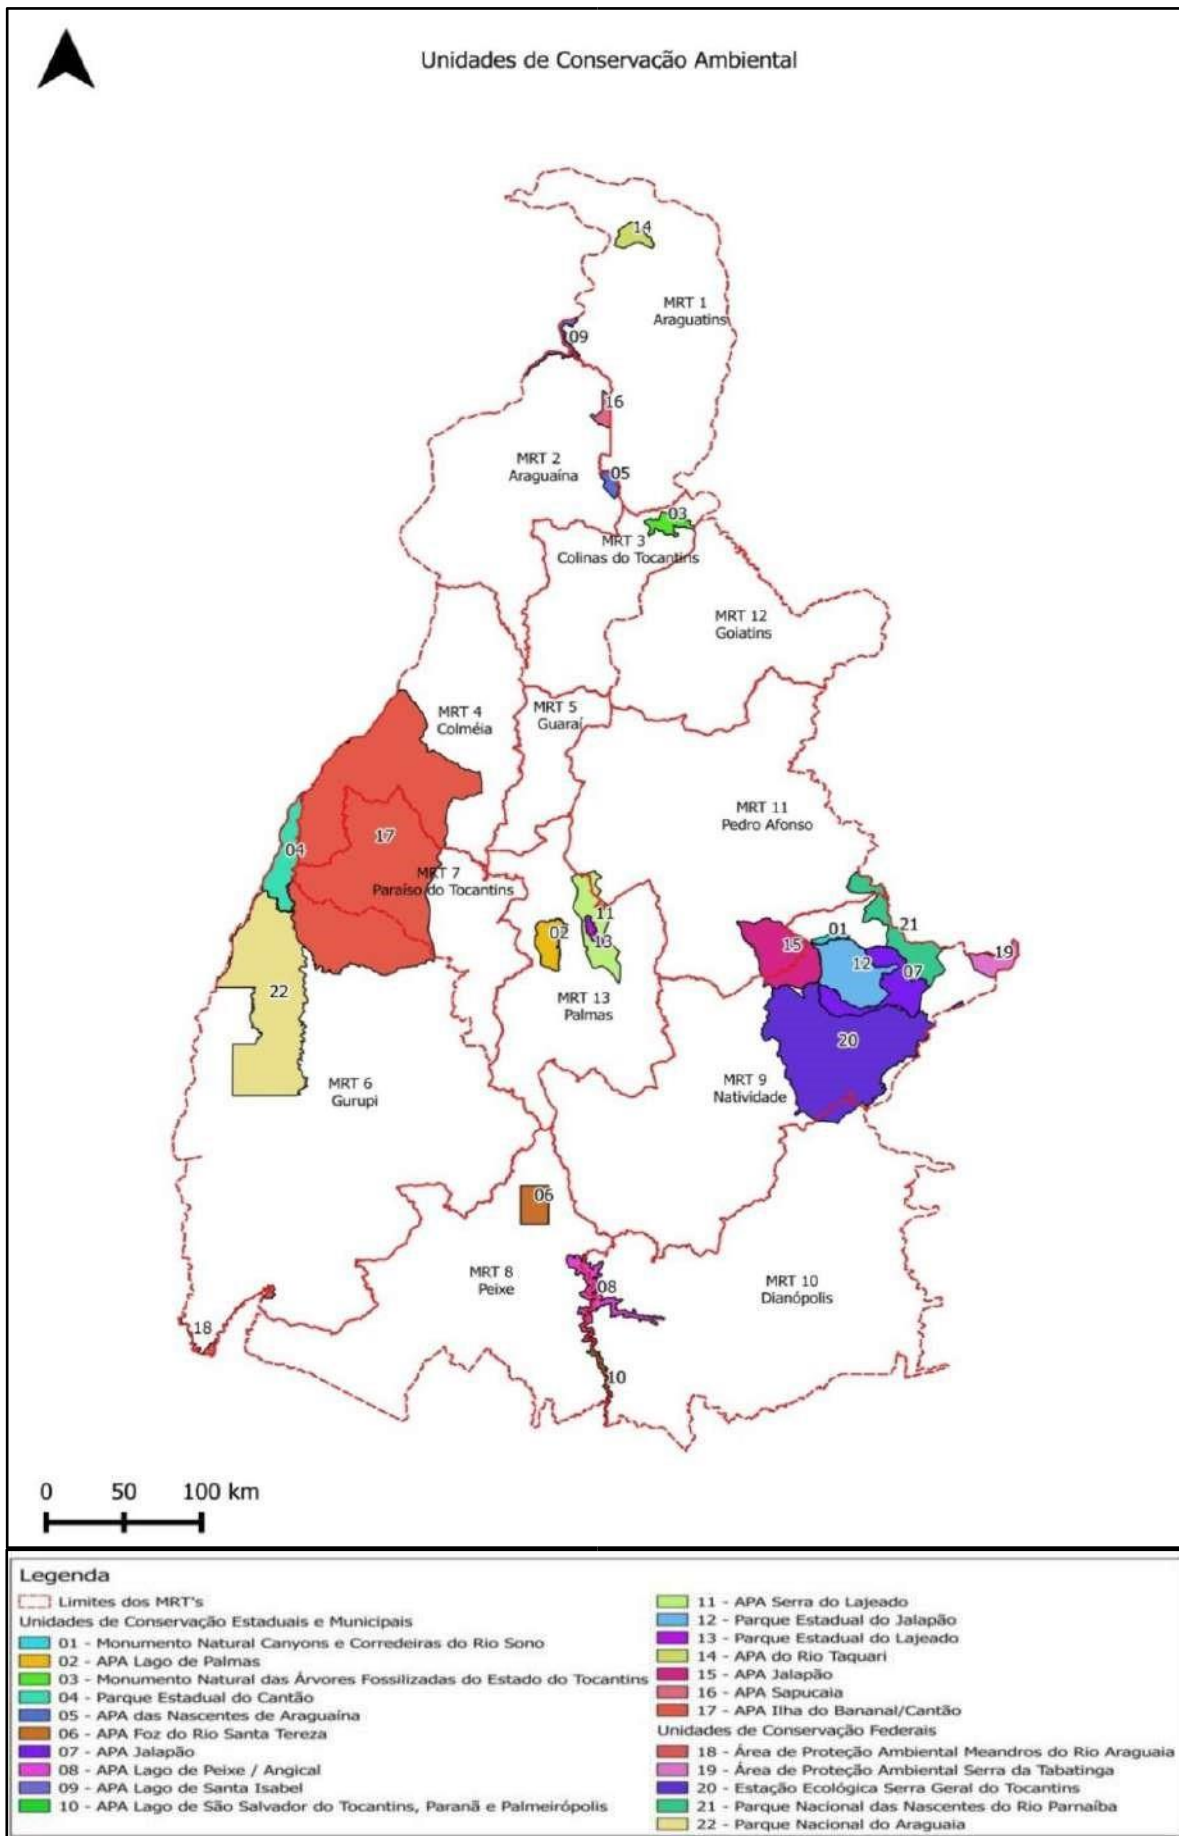 Unidades de Conservação Ambiental
14
MRT 1
Araguatins
09
16
MRT 2
Araguaína
05
03
MRT 3
Colinas do Tocantins
MRT 12
Goiatins
MRT 4
Colméia
MRT 5
Guaraí
MRT 11
Pedro Afonso
17
04
MRT 7
Paraíso do Tocantins
11
02
13
01
21
15
12
07
19
22
MRT 13
Palmas
20
MRT 6
Gurupi
MRT 9
Natividade
06
MRT 8
Peixe
08
MRT 10
Dianópolis
18
10
0 50 100 km
Legenda
Limites dos MRT's
Unidades de Conservação Estaduais e Municipais
01 - Monumento Natural Canyons e Corredeiras do Rio Sono
02 - APA Lago de Palmas
03 - Monumento Natural das Árvores Fossilizadas do Estado do Tocantins
04 - Parque Estadual do Cantão
05 - APA das Nascentes de Araguaína
06 - APA Foz do Rio Santa Tereza
07 - APA Jalapão
08 - APA Lago de Peixe / Angical
09 - APA Lago de Santa Isabel
10 - APA Lago de São Salvador do Tocantins, Paranã e Palmeirópolis
11 - APA Serra do Lajeado
12 - Parque Estadual do Jalapão
13 - Parque Estadual do Lajeado
14 - APA do Rio Taquari
15 - APA Jalapão
16 - APA Sapucaia
17 - APA Ilha do Bananal/Cantão
Unidades de Conservação Federais
18 - Área de Proteção Ambiental Meandros do Rio Araguaia
19 - Área de Proteção Ambiental Serra da Tabatinga
20 - Estação Ecológica Serra Geral do Tocantins
21 - Parque Nacional das Nascentes do Rio Parnaíba
22 - Parque Nacional do Araguaia